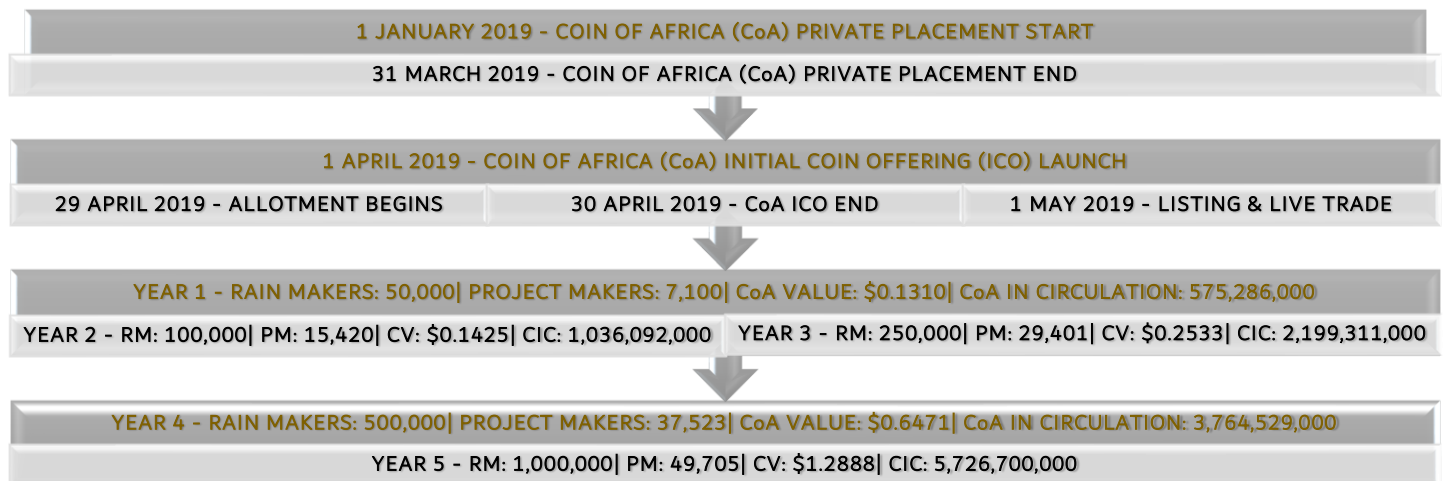 1 JANUARY 2019 - COIN OF AFRICA (CoA) PRIVATE PLACEMENT START
31 MARCH 2019 - COIN OF AFRICA (CoA) PRIVATE PLACEMENT END
1 APRIL 2019 - COIN OF AFRICA (CoA) INITIAL COIN OFFERING (ICO) LAUNCH
29 APRIL 2019 - ALLOTMENT BEGINS
30 APRIL 2019 - CoA ICO END
1 MAY 2019 - LISTING & LIVE TRADE
YEAR 1 - RAIN MAKERS: 50,000| PROJECT MAKERS: 7,100| CoA VALUE: $0.1310| CoA IN CIRCULATION: 575,286,000
YEAR 2 - RM: 100,000| PM: 15,420| CV: $0.1425| CIC: 1,036,092,000
YEAR 3 - RM: 250,000| PM: 29,401| CV: $0.2533| CIC: 2,199,311,000
YEAR 4 - RAIN MAKERS: 500,000| PROJECT MAKERS: 37,523| CoA VALUE: $0.6471| CoA IN CIRCULATION: 3,764,529,000
YEAR 5 - RM: 1,000,000| PM: 49,705| CV: $1.2888| CIC: 5,726,700,000